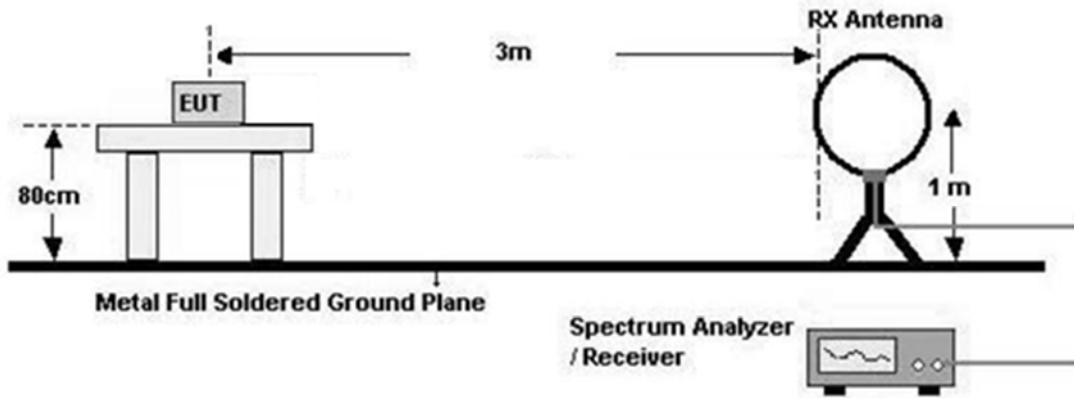 RX Antenna
3m
EUT
80cm
1 m
Metal Full Soldered Ground Plane
Spectrum Analyzer
/ Receiver